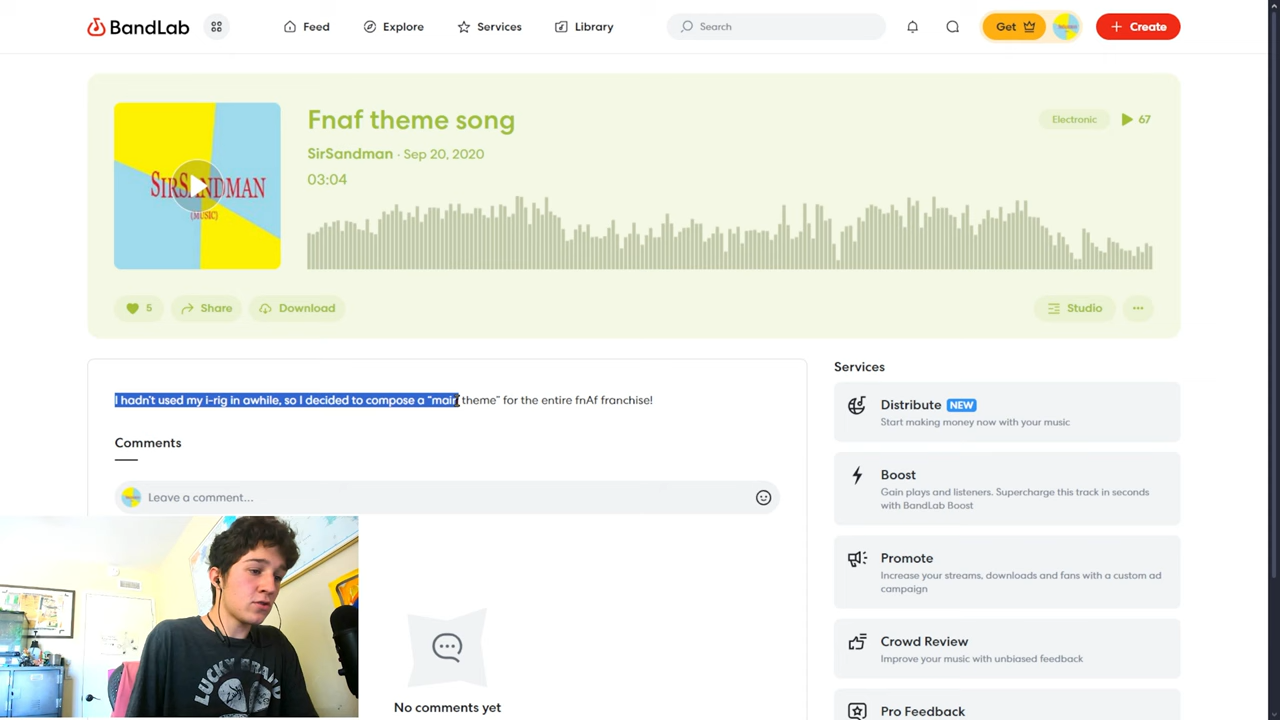 BandLab
Feed
Explore
Services
Library
Search
Get
Create
Fnaf theme song
Electronic
67
SirSandman · Sep 20, 2020
03:04
SIRSANDMAN
(MUSIC)
5
Share
Download
Studio
I hadn't used my i-rig in awhile, so I decided to compose a "main theme" for the entire fnAf franchise!
Comments
Leave a comment...
No comments yet
Services
Distribute NEW
Start making money now with your music
Boost
Gain plays and listeners. Supercharge this track in seconds
with BandLab Boost
Promote
Increase your streams, downloads and fans with a custom ad
campaign
Crowd Review
Improve your music with unbiased feedback
Pro Feedback
LUCKY BRAND